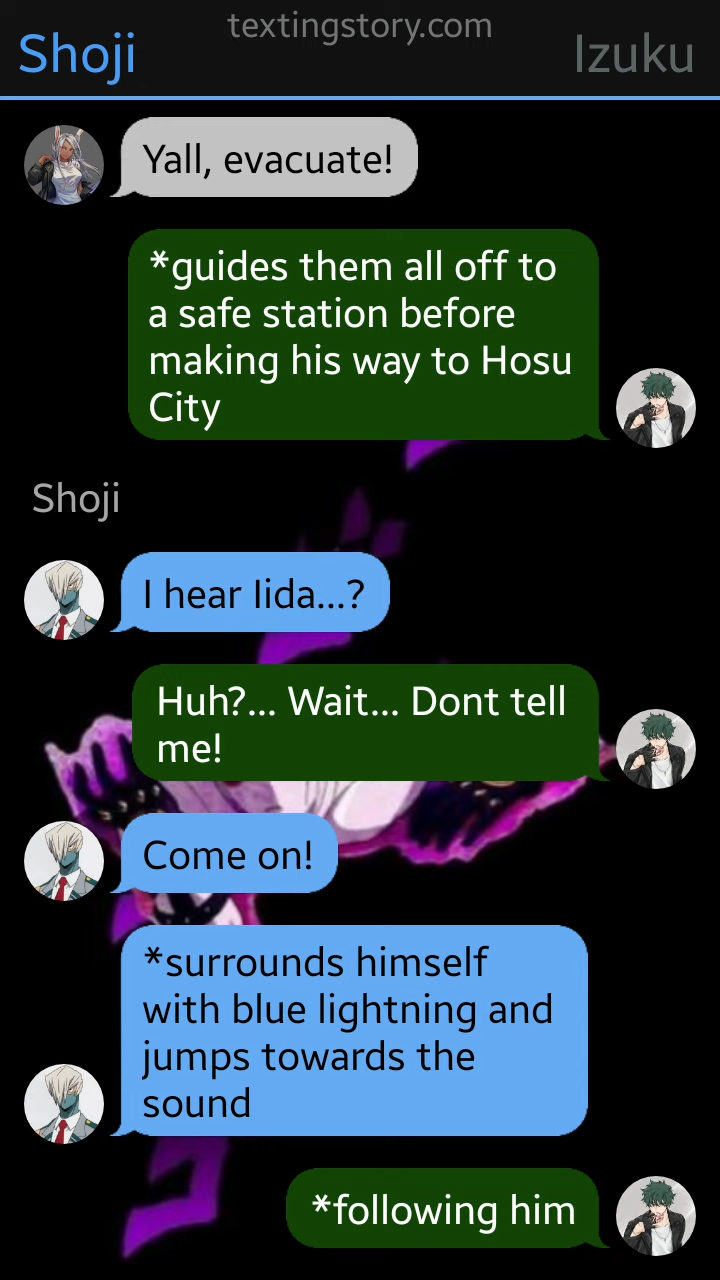 textingstory.com
Shoji
Izuku
Yall, evacuate!
*guides them all off to
a safe station before
making his way to Hosu
City
Shoji
I hear Iida...?
Huh?... Wait... Dont tell
me!
Come on!
*surrounds himself
with blue lightning and
jumps towards the
sound
*following him